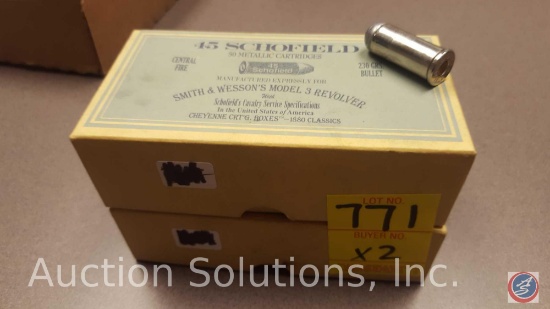 45 SCHOFIELD
50 METALLIC CARTRIDGES
CENTRAL FIRE
230 GR.
BULLET
MANUFACTURED EXPRESSLY FOR
SMITH & WESSON'S MODEL 3 REVOLVER
Schofield's Cavalry Service Specifications
To the United States of America
CHEYENNE CRT'G. BOXES — 1880 CLASSICS
LOT NO.
771
BUYER NO.
x2
Auction Solutions, Inc.